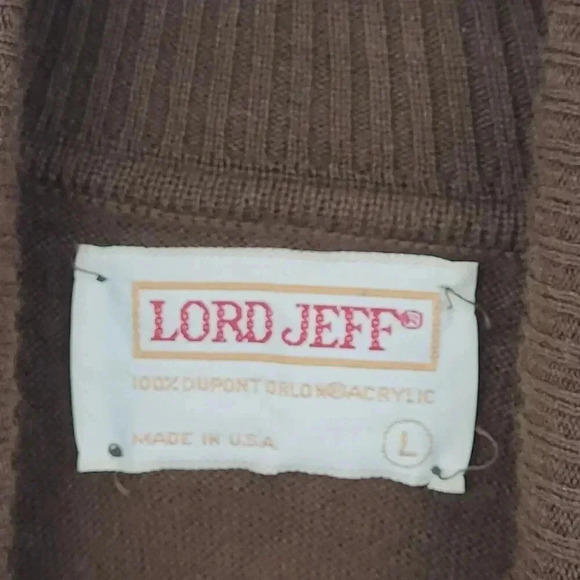 LORD JEFF®
100% DUPONT ORLON® ACRYLIC
MADE IN U.S.A.
L